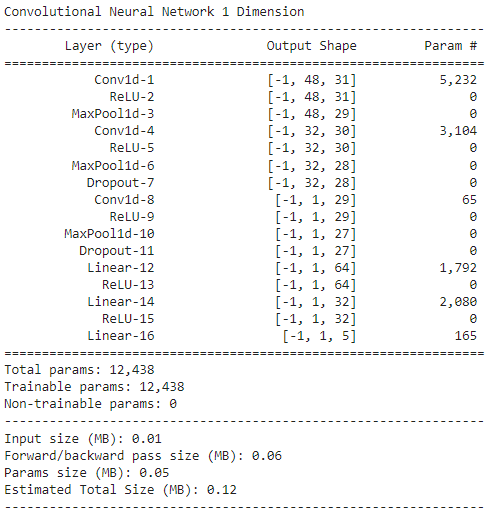 Convolutional Neural Network 1 Dimension
----------------------------------------------------------------
Layer (type) Output Shape Param #
================================================================
Conv1d-1 [-1, 48, 31] 5,232
ReLU-2 [-1, 48, 31] 0
MaxPool1d-3 [-1, 48, 29] 0
Conv1d-4 [-1, 32, 30] 3,104
ReLU-5 [-1, 32, 30] 0
MaxPool1d-6 [-1, 32, 28] 0
Dropout-7 [-1, 32, 28] 0
Conv1d-8 [-1, 1, 29] 65
ReLU-9 [-1, 1, 29] 0
MaxPool1d-10 [-1, 1, 27] 0
Dropout-11 [-1, 1, 27] 0
Linear-12 [-1, 1, 64] 1,792
ReLU-13 [-1, 1, 64] 0
Linear-14 [-1, 1, 32] 2,080
ReLU-15 [-1, 1, 32] 0
Linear-16 [-1, 1, 5] 165
================================================================
Total params: 12,438
Trainable params: 12,438
Non-trainable params: 0
----------------------------------------------------------------
Input size (MB): 0.01
Forward/backward pass size (MB): 0.06
Params size (MB): 0.05
Estimated Total Size (MB): 0.12
----------------------------------------------------------------